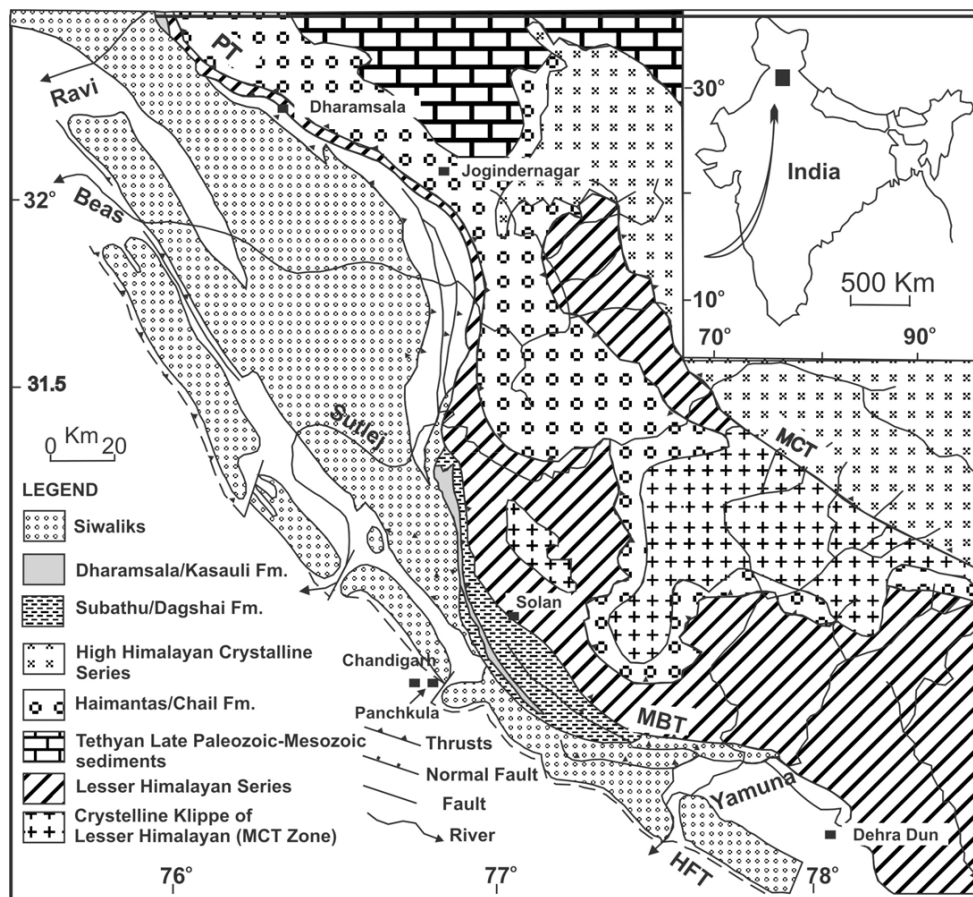 PT
Ravi
Dharamsala
30°
Jogindernagar
India
32°
Beas
10°
500 Km
70°
90°
31.5
Km
0 20
Sutlej
MCT
LEGEND
Siwaliks
Dharamsala/Kasauli Fm.
Subathu/Dagshai Fm.
Solan
High Himalayan Crystalline
Series
Chandigarh
Haimantas/Chail Fm.
Panchkula
MBT
Tethyan Late Paleozoic-Mesozoic
sediments
Thrusts
Normal Fault
Lesser Himalayan Series
Fault
Yamuna
Crystelline Klippe of
Lesser Himalayan (MCT Zone)
River
Dehra Dun
HFT
76°
77°
78°